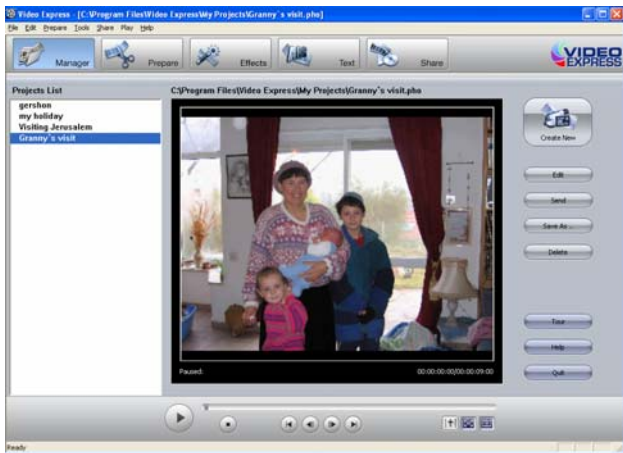 Video Express - [C:\Program Files\Video Express\My Projects\Granny's visit.pho]
File Edit Prepare Tools Share Play Help
Manager Prepare Effects Text Share
VIDEO
EXPRESS
Projects List
C:\Program Files\Video Express\My Projects\Granny's visit.pho
gershon
my holiday
Visiting Jerusalem
Granny's visit
Create New
Edit
Send
Save As ...
Delete
Tour
Help
Quit
Paused:
00:00:00:00/00:00:09:00
Ready